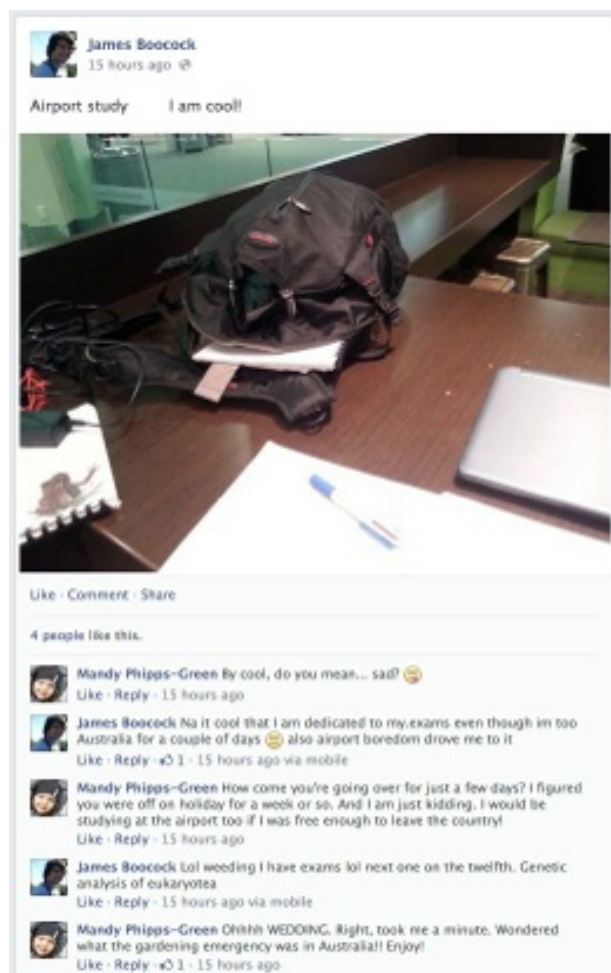 James Boocock
15 hours ago
Airport study I am cool!
Like · Comment · Share
4 people like this.
Mandy Phipps-Green By cool, do you mean... sad?
Like · Reply · 15 hours ago
James Boocock Na it cool that I am dedicated to my.exams even though im too
Australia for a couple of days also airport boredom drove me to it
Like · Reply · 1 · 15 hours ago via mobile
Mandy Phipps-Green How come you're going over for just a few days? I figured
you were off on holiday for a week or so. And I am just kidding. I would be
studying at the airport too if I was free enough to leave the country!
Like · Reply · 15 hours ago
James Boocock Lol weeding I have exams lol next one on the twelfth. Genetic
analysis of eukaryotea
Like · Reply · 15 hours ago via mobile
Mandy Phipps-Green Ohhhh WEDDING. Right, took me a minute. Wondered
what the gardening emergency was in Australia!! Enjoy!
Like · Reply · 1 · 15 hours ago